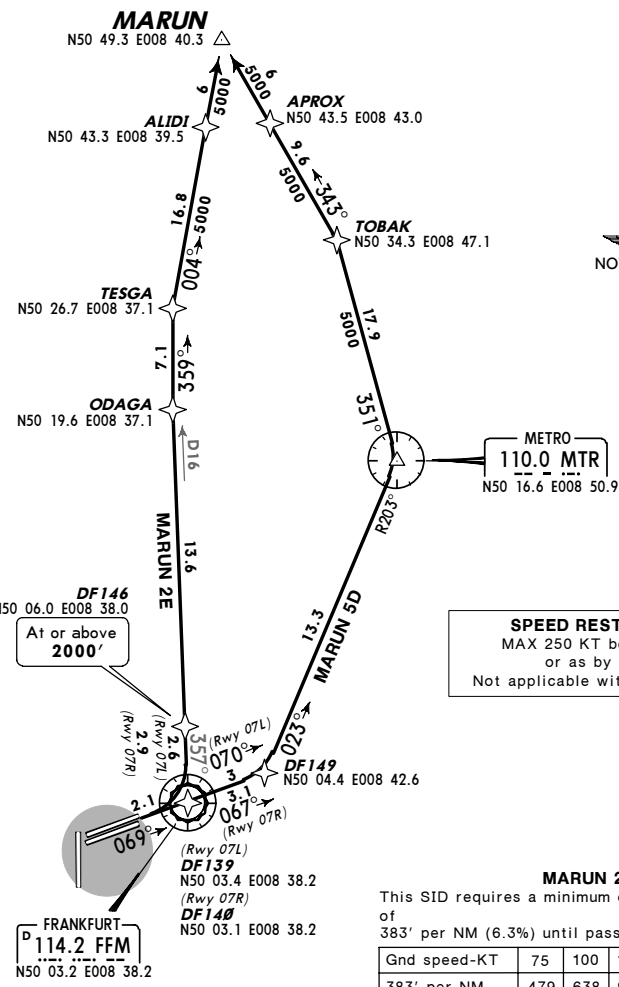 MARUN
N50 49.3 E008 40.3
6
5000
6
5000
ALIDI
N50 43.3 E008 39.5
APROX
N50 43.5 E008 43.0
9.6
343°
5000
16.8
5000
004°
TOBAK
N50 34.3 E008 47.1
NO
TESGA
N50 26.7 E008 37.1
17.9
5000
7.1
359°
351°
ODAGA
N50 19.6 E008 37.1
D16
METRO
110.0 MTR
N50 16.6 E008 50.9
R203°
MARUN 2E
13.6
MARUN 5D
13.3
DF146
50 06.0 E008 38.0
At or above
2000'
SPEED REST
MAX 250 KT b
or as by
Not applicable wit
(Rwy 07R)
2.9
(Rwy 07L)
2.6
357°
(Rwy 07L)
070°
023°
DF149
N50 04.4 E008 42.6
3
3.1
067°
(Rwy 07R)
2.1
069°
(Rwy 07L)
DF139
N50 03.4 E008 38.2
(Rwy 07R)
DF140
N50 03.1 E008 38.2
FRANKFURT
D 114.2 FFM
N50 03.2 E008 38.2
MARUN 2
This SID requires a minimum
of
383' per NM (6.3%) until pass
Gnd speed-KT 75 100
383' per NM 479 638